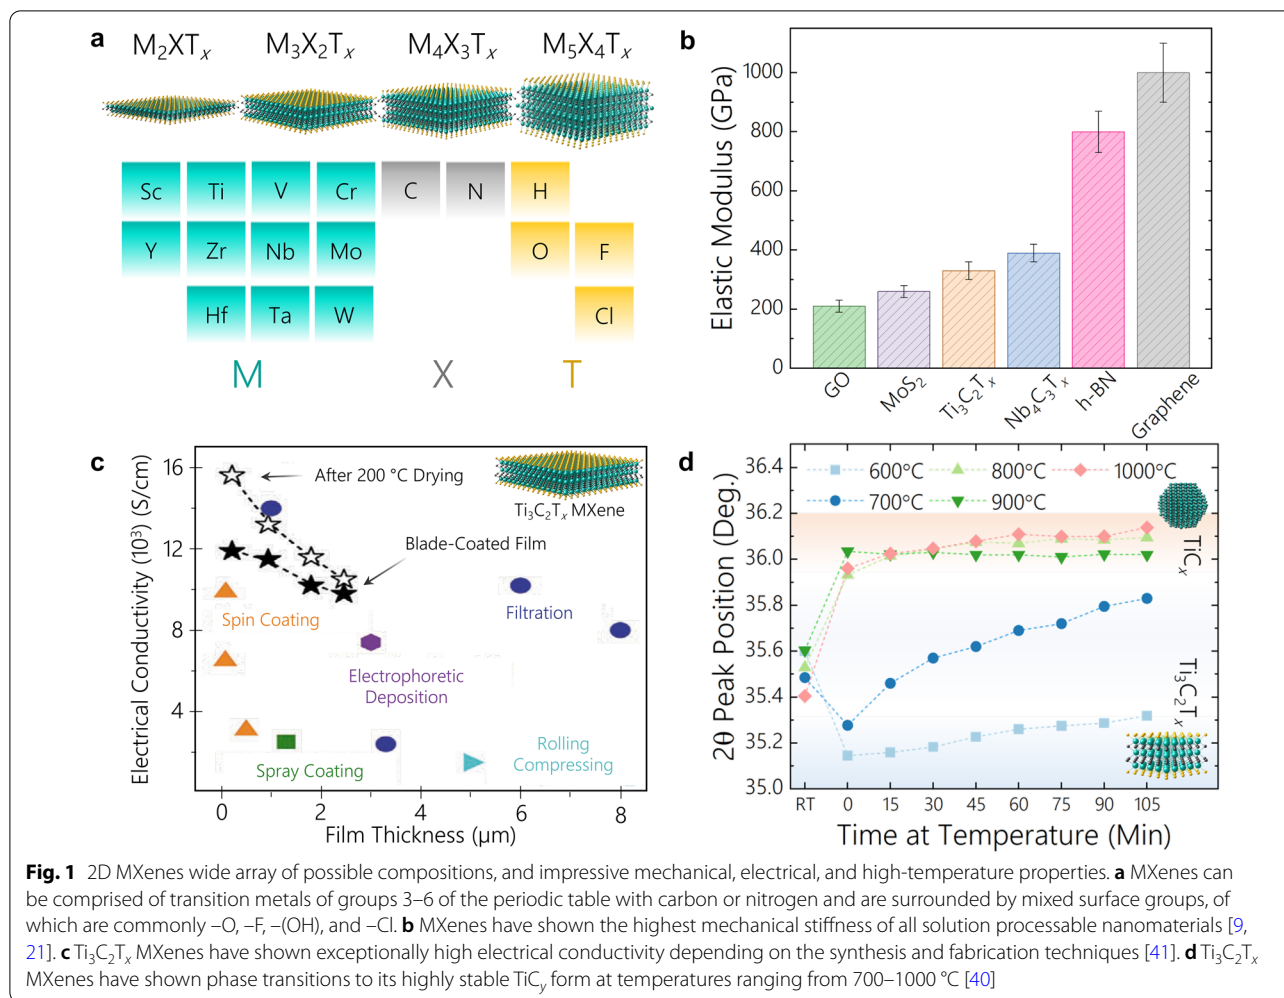 a
M₂XTₓ M₃X₂Tₓ M₄X₃Tₓ M₅X₄Tₓ
Sc Ti V Cr C N H
Y Zr Nb Mo O F
Hf Ta W Cl
M X T
b
Elastic Modulus (GPa)
1000
800
600
400
200
0
GO MoS₂ Ti₃C₂Tₓ Nb₄C₃Tₓ h-BN Graphene
c
Electrical Conductivity (10³) (S/cm)
16
12
8
4
After 200 °C Drying
Ti₃C₂Tₓ MXene
Blade-Coated Film
Spin Coating
Filtration
Electrophoretic
Deposition
Rolling
Compressing
Spray Coating
0 2 4 6 8
Film Thickness (µm)
d
2θ Peak Position (Deg.)
36.4
36.2
36.0
35.8
35.6
35.4
35.2
35.0
600°C 800°C 1000°C
700°C 900°C
TiCₓ
Ti₃C₂Tₓ
RT 0 15 30 45 60 75 90 105
Time at Temperature (Min)
Fig. 1 2D MXenes wide array of possible compositions, and impressive mechanical, electrical, and high-temperature properties. a MXenes can
be comprised of transition metals of groups 3–6 of the periodic table with carbon or nitrogen and are surrounded by mixed surface groups, of
which are commonly –O, –F, –(OH), and –Cl. b MXenes have shown the highest mechanical stiffness of all solution processable nanomaterials [9,
21]. c Ti₃C₂Tₓ MXenes have shown exceptionally high electrical conductivity depending on the synthesis and fabrication techniques [41]. d Ti₃C₂Tₓ
MXenes have shown phase transitions to its highly stable TiC_y form at temperatures ranging from 700–1000 °C [40]